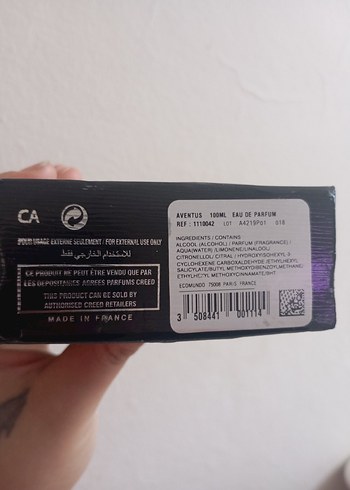 CA
POUR USAGE EXTERNE SEULEMENT / FOR EXTERNAL USE ONLY
للاستخدام الخارجي فقط
CE PRODUIT NE PEUT ÊTRE VENDU QUE PAR
LES DEPOSITAIRES AGREES PARFUMS CREED
THIS PRODUCT CAN BE SOLD BY
AUTHORISED CREED RETAILERS
MADE IN FRANCE
AVENTUS 100ML EAU DE PARFUM
REF : 1110042 LOT A4219P01 018
INGREDIENTS / CONTAINS
ALCOOL (ALCOHOL) / PARFUM (FRAGRANCE) /
AQUA(WATER) /LIMONENE/LINALOOL/
CITRONELLOL/ CITRAL / HYDROXYISOHEXYL 3
CYCLOHEXENE CARBOXALDEHYDE /ETHYLHEXYL
SALICYLATE/BUTYL METHOXYDIBENZOYLMETHANE/
ETHYLHEXYL METHOXYCINNAMATE/BHT
ECOMUNDO 75008 PARIS FRANCE
3 508441 001114